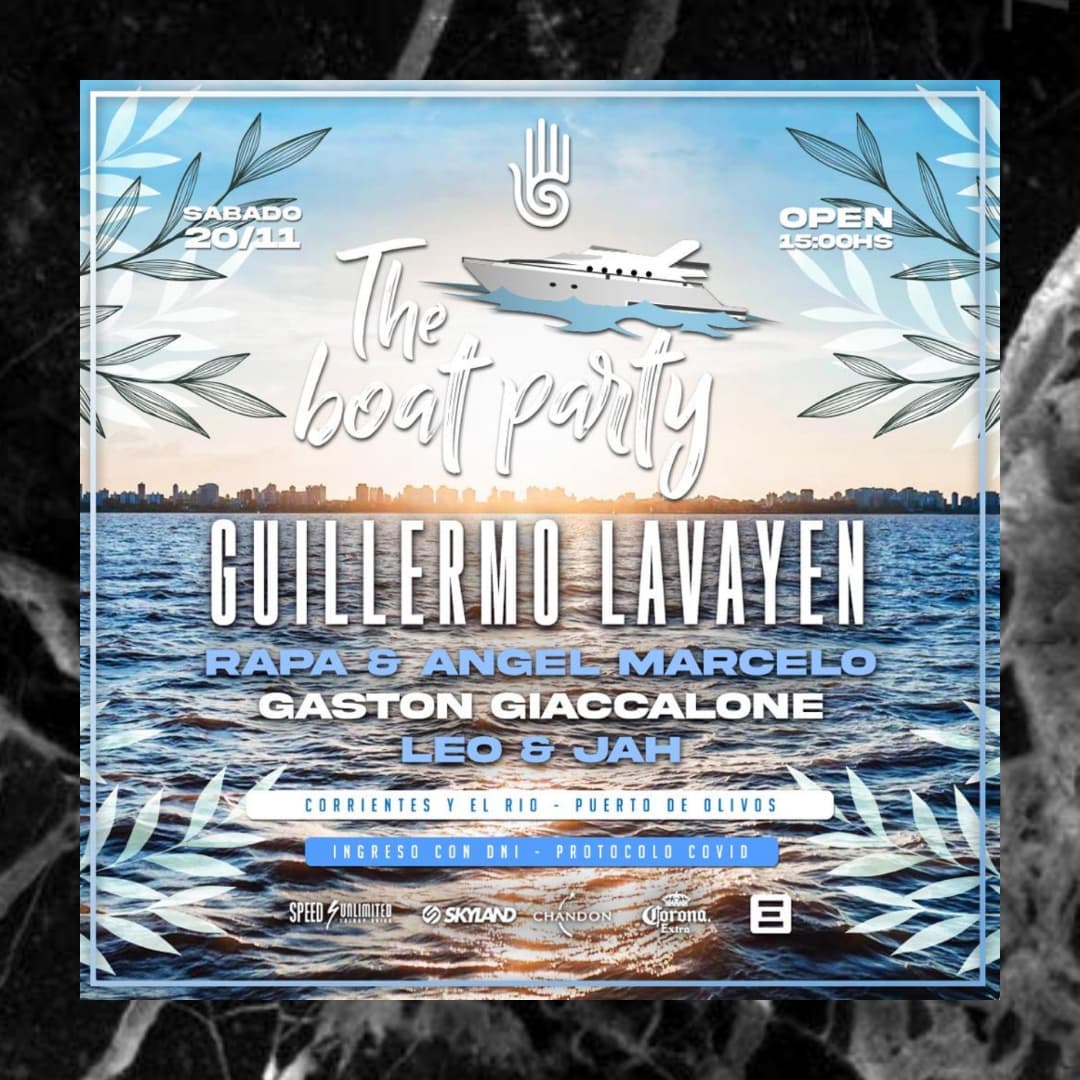 SABADO
20/11
OPEN
15:00HS
The
boat party
GUILLERMO LAVAYEN
RAPA & ANGEL MARCELO
GASTON GIACCALONE
LEO & JAH
CORRIENTES Y EL RIO - PUERTO DE OLIVOS
INGRESO CON DNI - PROTOCOLO COVID
SPEED UNLIMITED
SKYLAND
CHANDON
Corona
Extra